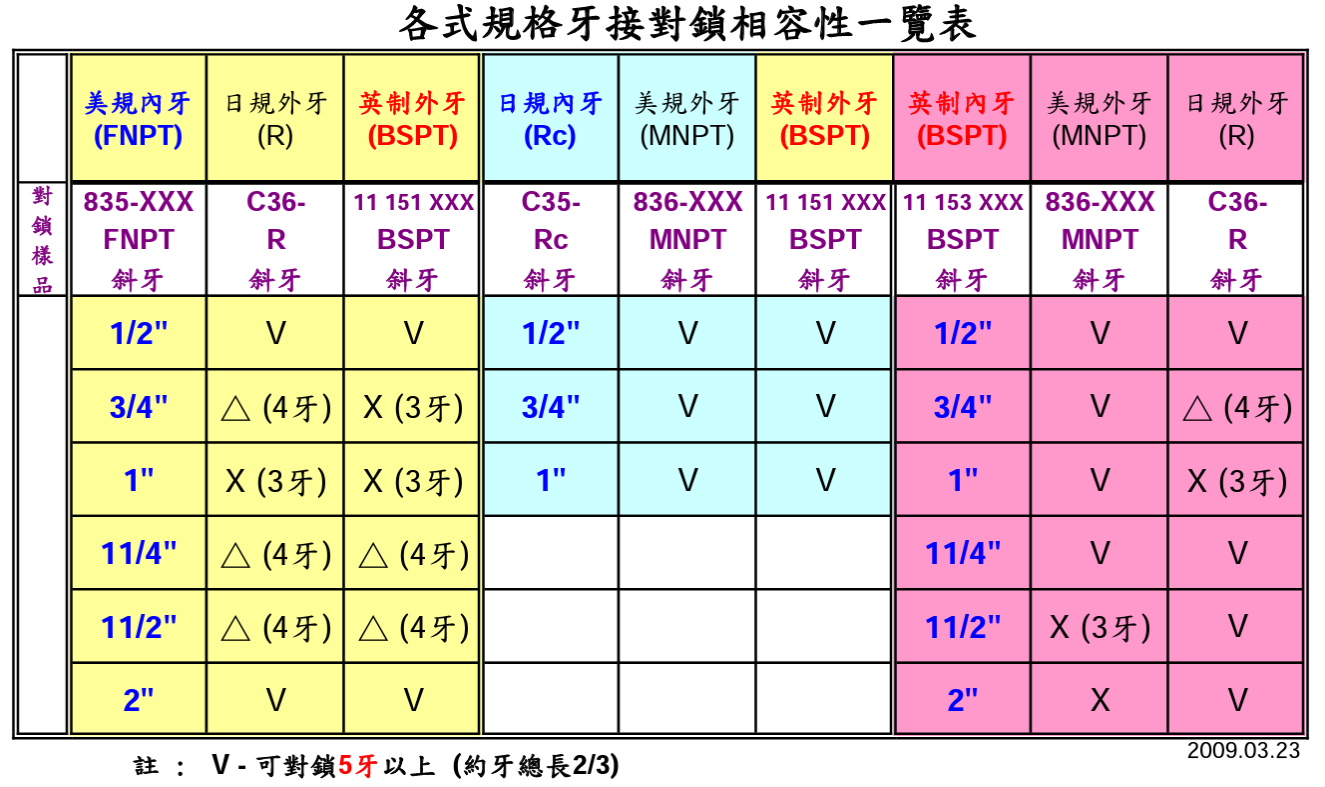 各式規格牙接對鎖相容性一覽表
美規內牙 日規外牙 英制外牙 日規內牙 美規外牙 英制外牙 英制內牙 美規外牙 日規外牙
(FNPT) (R) (BSPT) (Rc) (MNPT) (BSPT) (BSPT) (MNPT) (R)
對鎖樣品
835-XXX C36- 11 151 XXX C35- 836-XXX 11 151 XXX 11 153 XXX 836-XXX C36-
FNPT R BSPT Rc MNPT BSPT BSPT MNPT R
斜牙 斜牙 斜牙 斜牙 斜牙 斜牙 斜牙 斜牙 斜牙
1/2" V V 1/2" V V 1/2" V V
3/4" △ (4牙) X (3牙) 3/4" V V 3/4" V △ (4牙)
1" X (3牙) X (3牙) 1" V V 1" V X (3牙)
11/4" △ (4牙) △ (4牙) 11/4" V V
11/2" △ (4牙) △ (4牙) 11/2" X (3牙) V
2" V V 2" X V
2009.03.23
註 : V - 可對鎖5牙以上 (約牙總長2/3)